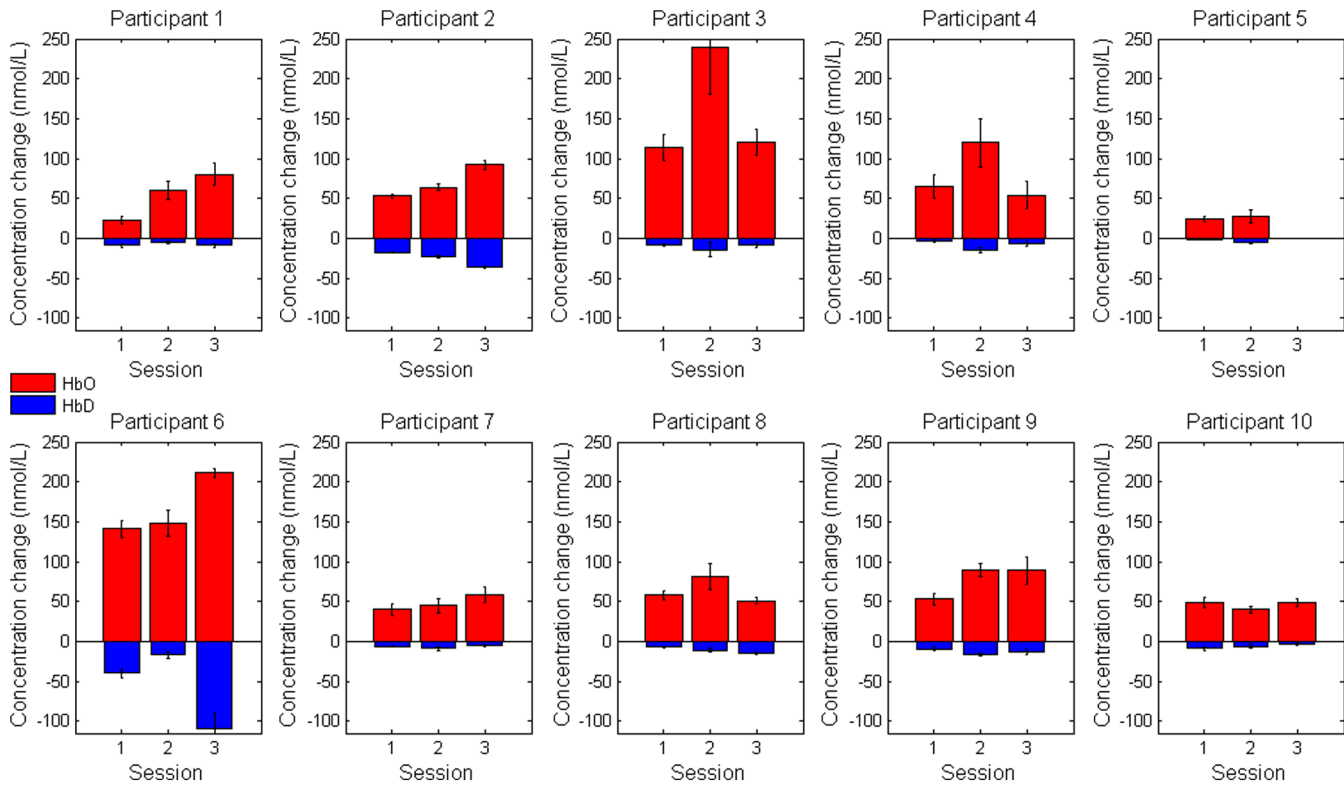 Participant 1
Concentration change (nmol/L)
250
200
150
100
50
0
-50
-100
1 2 3
Session
Participant 2
Concentration change (nmol/L)
250
200
150
100
50
0
-50
-100
1 2 3
Session
Participant 3
Concentration change (nmol/L)
250
200
150
100
50
0
-50
-100
1 2 3
Session
Participant 4
Concentration change (nmol/L)
250
200
150
100
50
0
-50
-100
1 2 3
Session
Participant 5
Concentration change (nmol/L)
250
200
150
100
50
0
-50
-100
1 2 3
Session
HbO
HbD
Participant 6
Concentration change (nmol/L)
250
200
150
100
50
0
-50
-100
1 2 3
Session
Participant 7
Concentration change (nmol/L)
250
200
150
100
50
0
-50
-100
1 2 3
Session
Participant 8
Concentration change (nmol/L)
250
200
150
100
50
0
-50
-100
1 2 3
Session
Participant 9
Concentration change (nmol/L)
250
200
150
100
50
0
-50
-100
1 2 3
Session
Participant 10
Concentration change (nmol/L)
250
200
150
100
50
0
-50
-100
1 2 3
Session